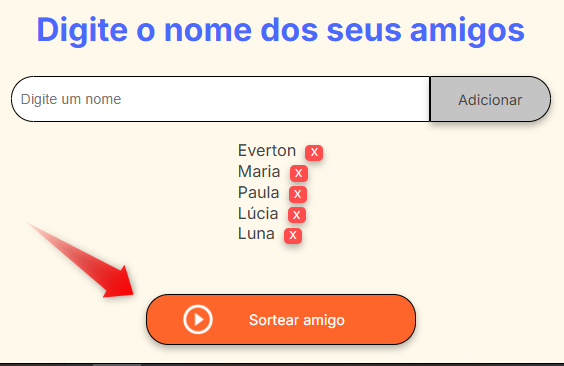 Digite o nome dos seus amigos
Digite um nome
Adicionar
Everton X
Maria X
Paula X
Lúcia X
Luna X
Sortear amigo